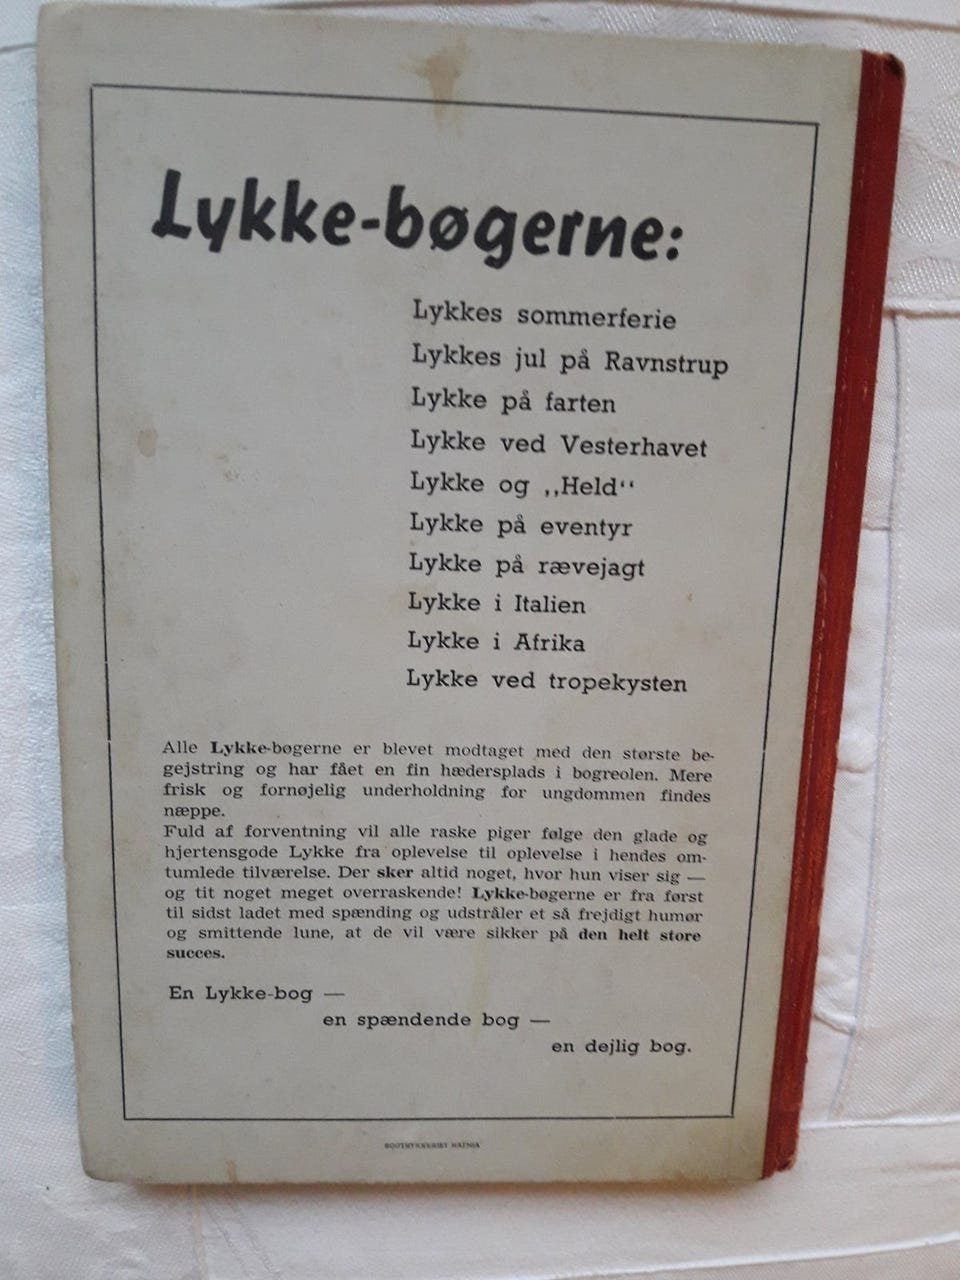 Lykke-bøgerne:
Lykkes sommerferie
Lykkes jul på Ravnstrup
Lykke på farten
Lykke ved Vesterhavet
Lykke og ,,Held“
Lykke på eventyr
Lykke på rævejagt
Lykke i Italien
Lykke i Afrika
Lykke ved tropekysten
Alle Lykke-bøgerne er blevet modtaget med den største be-
gejstring og har fået en fin hædersplads i bogreolen. Mere
frisk og fornøjelig underholdning for ungdommen findes
næppe.
Fuld af forventning vil alle raske piger følge den glade og
hjertensgode Lykke fra oplevelse til oplevelse i hendes om-
tumlede tilværelse. Der sker altid noget, hvor hun viser sig —
og tit noget meget overraskende! Lykke-bøgerne er fra først
til sidst ladet med spænding og udstråler et så frejdigt humør
og smittende lune, at de vil være sikker på den helt store
succes.
En Lykke-bog —
en spændende bog —
en dejlig bog.